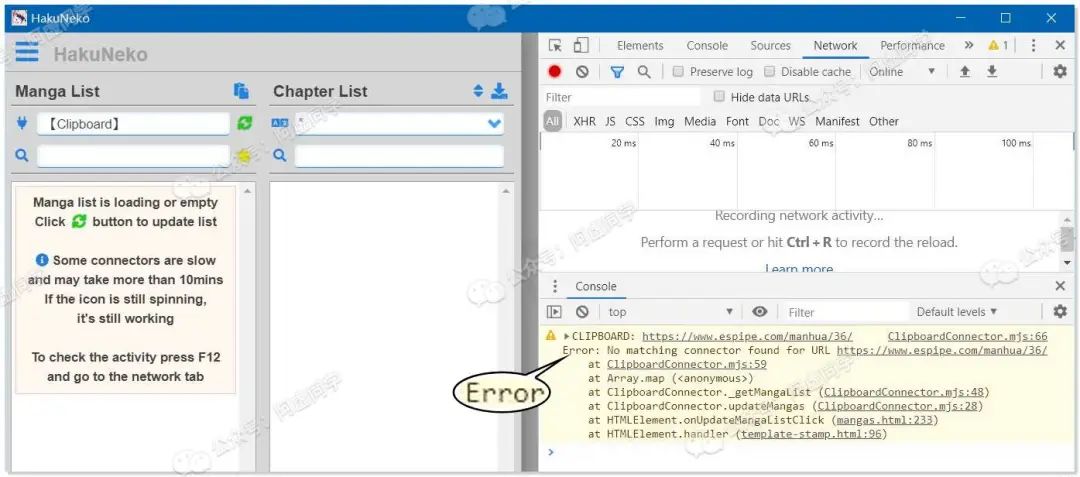 HakuNeko
HakuNeko
Manga List
【Clipboard】
Manga list is loading or empty
Click button to update list
Some connectors are slow
and may take more than 10mins
If the icon is still spinning,
it's still working
To check the activity press F12
and go to the network tab
Chapter List
*
Elements Console Sources Network Performance » 1
Preserve log Disable cache Online
Filter Hide data URLs
All XHR JS CSS Img Media Font Doc WS Manifest Other
20 ms 40 ms 60 ms 80 ms 100 ms
Recording network activity...
Perform a request or hit Ctrl + R to record the reload.
Learn more
Console
top Filter Default levels
CLIPBOARD: https://www.espipe.com/manhua/36/ ClipboardConnector.mjs:66
Error: No matching connector found for URL https://www.espipe.com/manhua/36/
at ClipboardConnector.mjs:59
at Array.map (<anonymous>)
at ClipboardConnector._getMangaList (ClipboardConnector.mjs:48)
at ClipboardConnector.updateMangas (ClipboardConnector.mjs:28)
at HTMLElement.onUpdateMangaListClick (mangas.html:233)
at HTMLElement.handler (template-stamp.html:96)
Error
公众号：阿虚同学